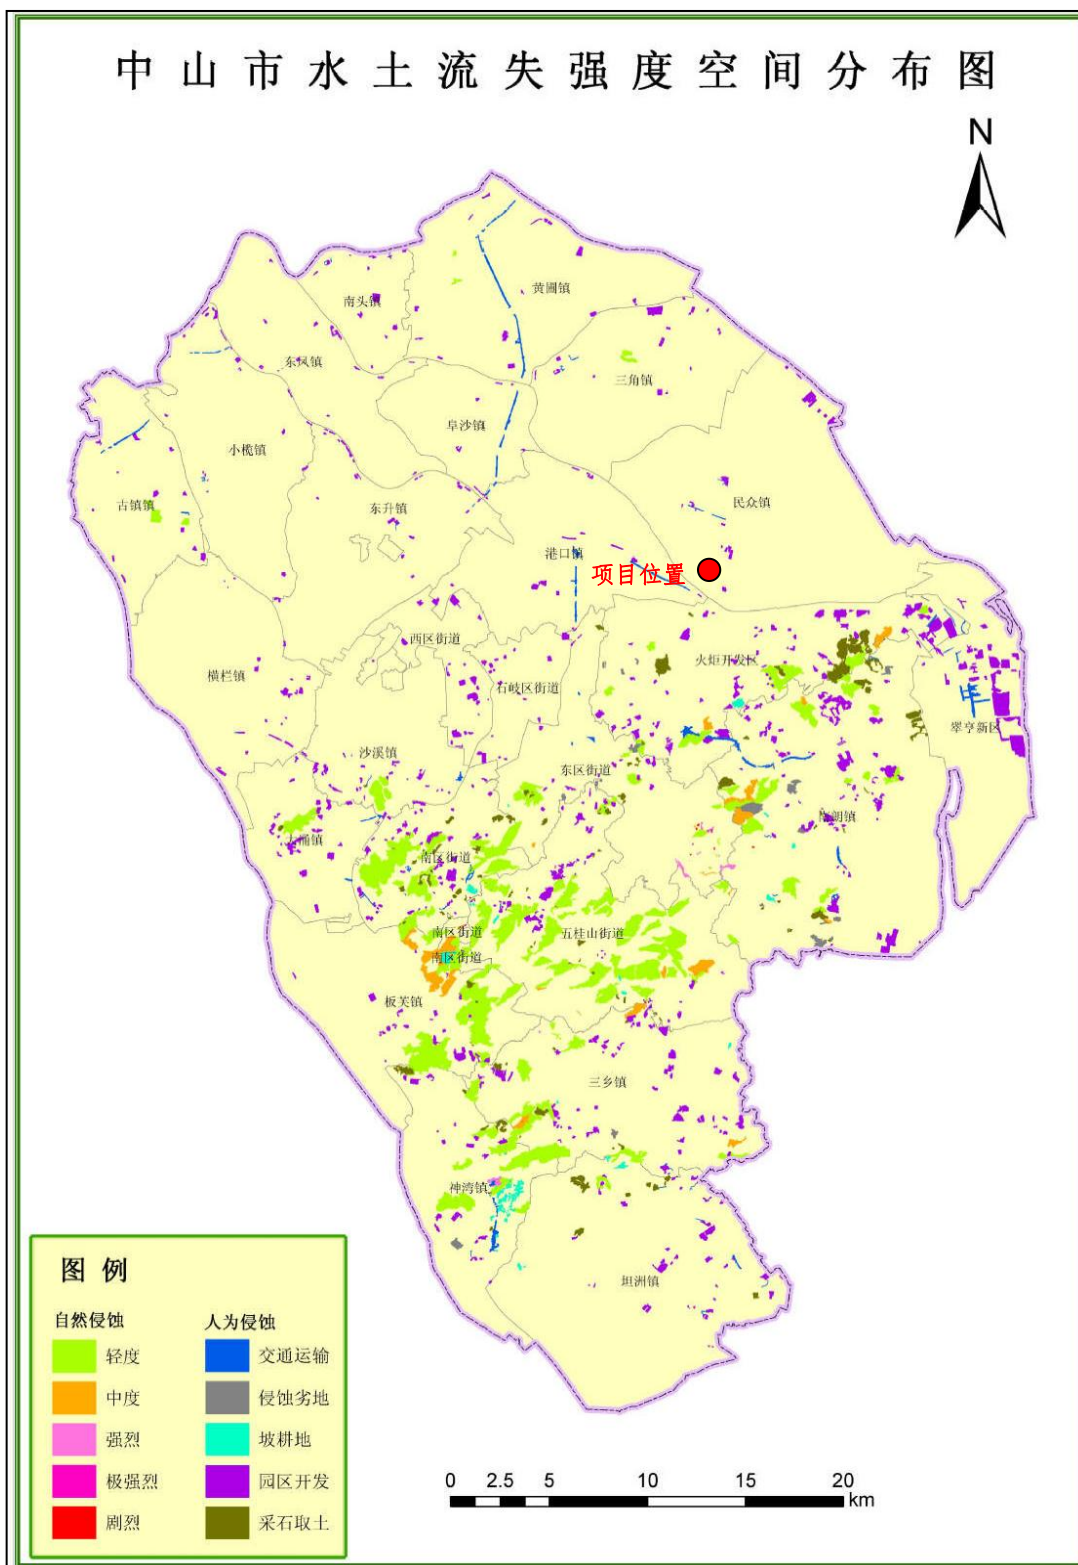 中山市水土流失强度空间分布图
N
黄圃镇
南头镇
东凤镇
三角镇
阜沙镇
小榄镇
古镇镇
东升镇
民众镇
港口镇
项目位置
西区街道
火炬开发区
横栏镇
石岐区街道
翠亨新区
沙溪镇
东区街道
南朗镇
大涌镇
南区街道
南区街道
五桂山街道
南区街道
板芙镇
三乡镇
神湾镇
坦洲镇
图 例
自然侵蚀 人为侵蚀
轻度 交通运输
中度 侵蚀劣地
强烈 坡耕地
极强烈 园区开发
剧烈 采石取土
0 2.5 5 10 15 20
km